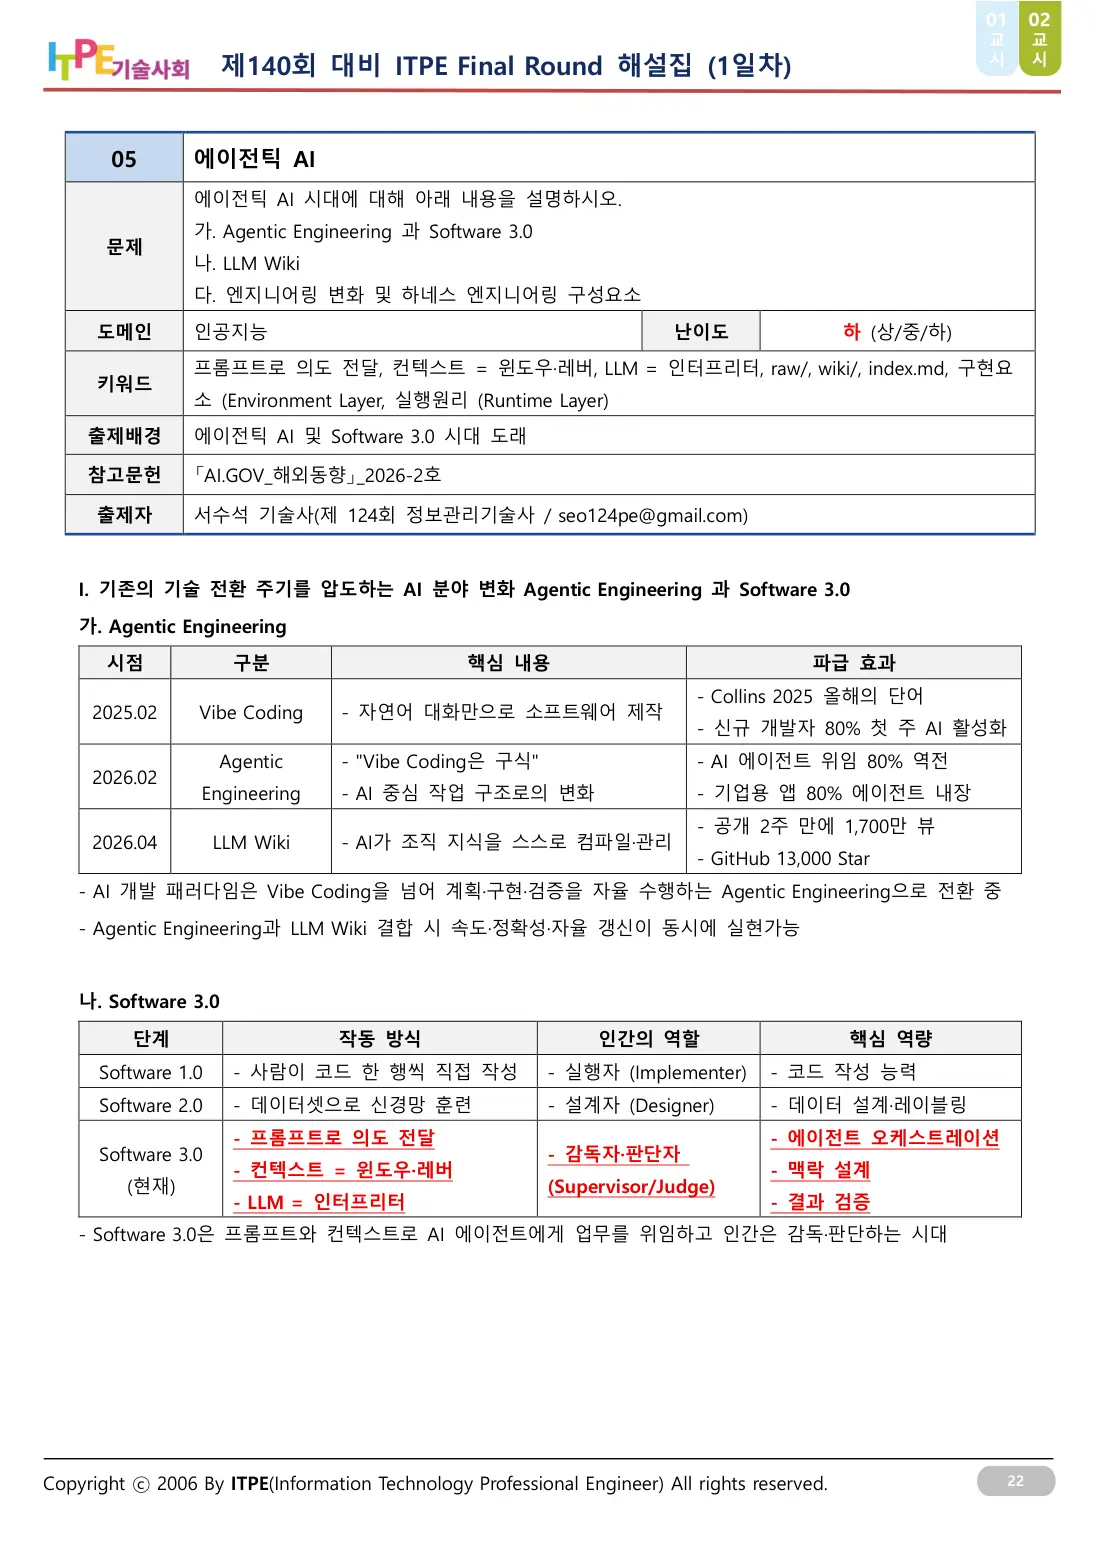 ITPE기술사회 제140회 대비 ITPE Final Round 해설집 (1일차)
01 교시
02 교시
05 에이전틱 AI
문제
에이전틱 AI 시대에 대해 아래 내용을 설명하시오.
가. Agentic Engineering 과 Software 3.0
나. LLM Wiki
다. 엔지니어링 변화 및 하네스 엔지니어링 구성요소
도메인 인공지능 난이도 하 (상/중/하)
키워드
프롬프트로 의도 전달, 컨텍스트 = 윈도우·레버, LLM = 인터프리터, raw/, wiki/, index.md, 구현요
소 (Environment Layer, 실행원리 (Runtime Layer)
출제배경 에이전틱 AI 및 Software 3.0 시대 도래
참고문헌 「AI.GOV_해외동향」_2026-2호
출제자 서수석 기술사(제 124회 정보관리기술사 / seo124pe@gmail.com)
I. 기존의 기술 전환 주기를 압도하는 AI 분야 변화 Agentic Engineering 과 Software 3.0
가. Agentic Engineering
시점 구분 핵심 내용 파급 효과
2025.02 Vibe Coding - 자연어 대화만으로 소프트웨어 제작
- Collins 2025 올해의 단어
- 신규 개발자 80% 첫 주 AI 활성화
2026.02 Agentic Engineering
- "Vibe Coding은 구식"
- AI 중심 작업 구조로의 변화
- AI 에이전트 위임 80% 역전
- 기업용 앱 80% 에이전트 내장
2026.04 LLM Wiki - AI가 조직 지식을 스스로 컴파일·관리
- 공개 2주 만에 1,700만 뷰
- GitHub 13,000 Star
- AI 개발 패러다임은 Vibe Coding을 넘어 계획·구현·검증을 자율 수행하는 Agentic Engineering으로 전환 중
- Agentic Engineering과 LLM Wiki 결합 시 속도·정확성·자율 갱신이 동시에 실현가능
나. Software 3.0
단계 작동 방식 인간의 역할 핵심 역량
Software 1.0 - 사람이 코드 한 행씩 직접 작성 - 실행자 (Implementer) - 코드 작성 능력
Software 2.0 - 데이터셋으로 신경망 훈련 - 설계자 (Designer) - 데이터 설계·레이블링
Software 3.0
(현재)
- 프롬프트로 의도 전달
- 컨텍스트 = 윈도우·레버
- LLM = 인터프리터
- 감독자·판단자
(Supervisor/Judge)
- 에이전트 오케스트레이션
- 맥락 설계
- 결과 검증
- Software 3.0은 프롬프트와 컨텍스트로 AI 에이전트에게 업무를 위임하고 인간은 감독·판단하는 시대
Copyright ⓒ 2006 By ITPE(Information Technology Professional Engineer) All rights reserved.
22